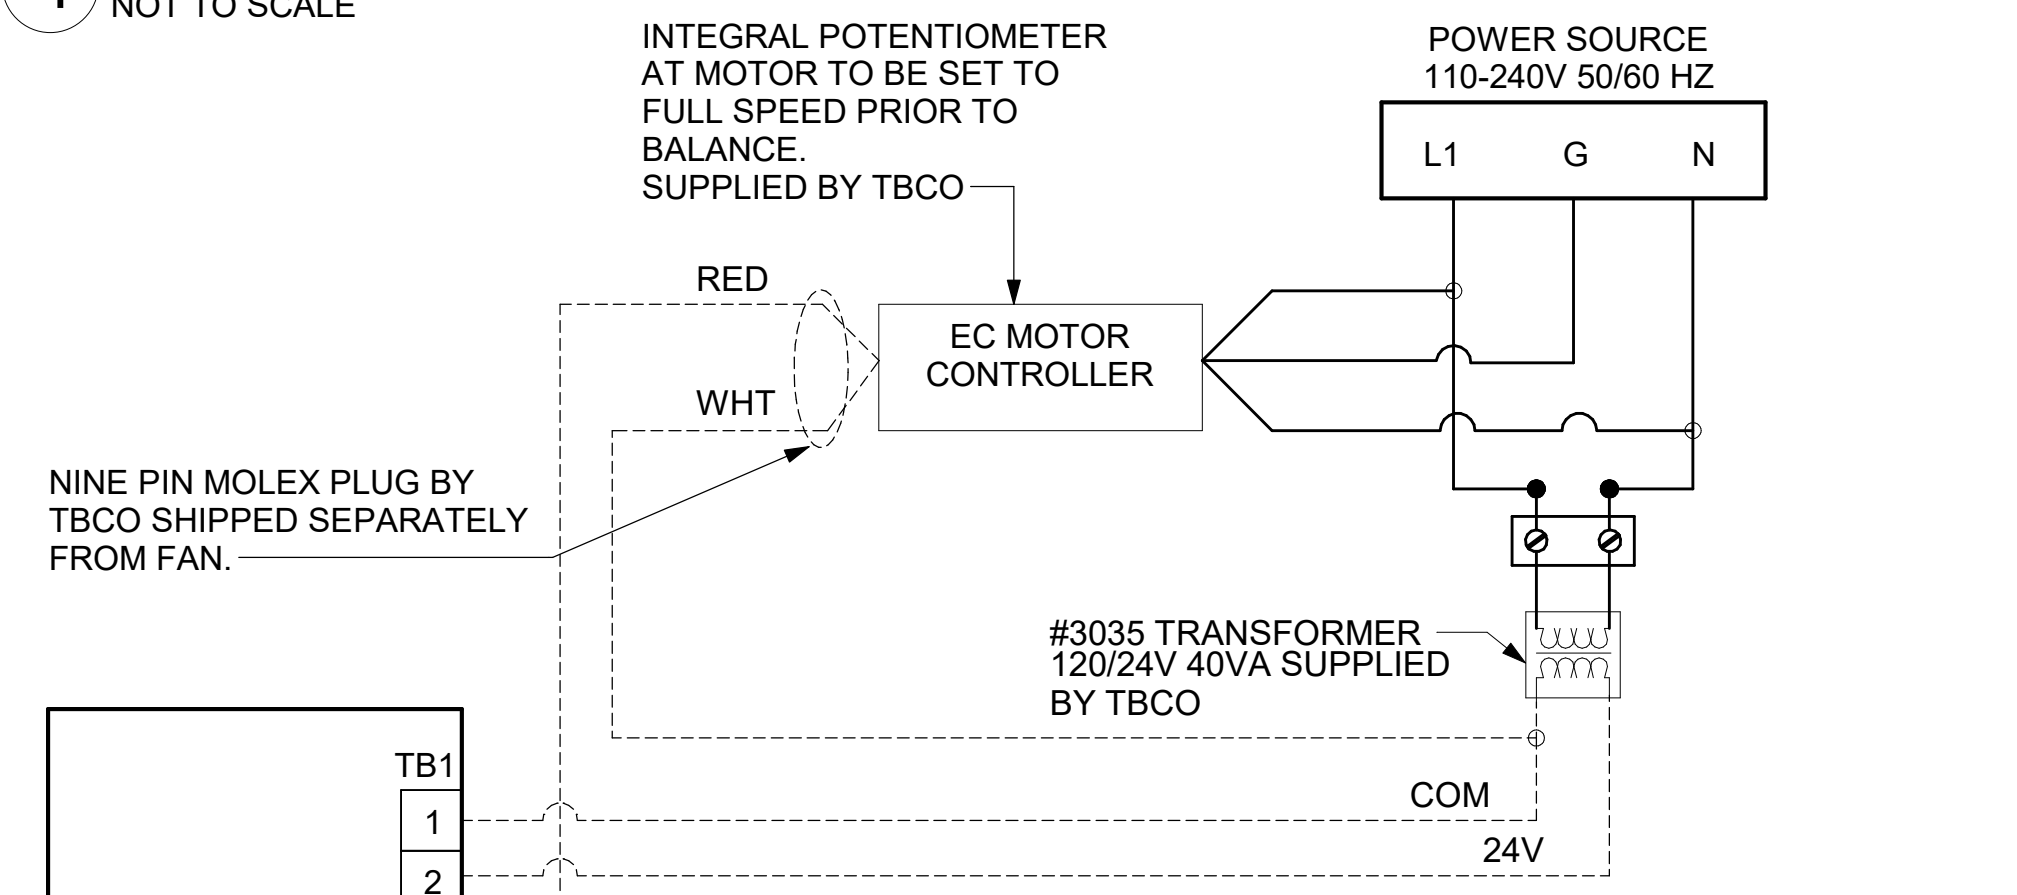 NOT TO SCALE
INTEGRAL POTENTIOMETER
AT MOTOR TO BE SET TO
FULL SPEED PRIOR TO
BALANCE.
SUPPLIED BY TBCO
POWER SOURCE
110-240V 50/60 HZ
L1 G N
RED
EC MOTOR
CONTROLLER
WHT
NINE PIN MOLEX PLUG BY
TBCO SHIPPED SEPARATELY
FROM FAN.
#3035 TRANSFORMER
120/24V 40VA SUPPLIED
BY TBCO
TB1
COM
1
24V
2